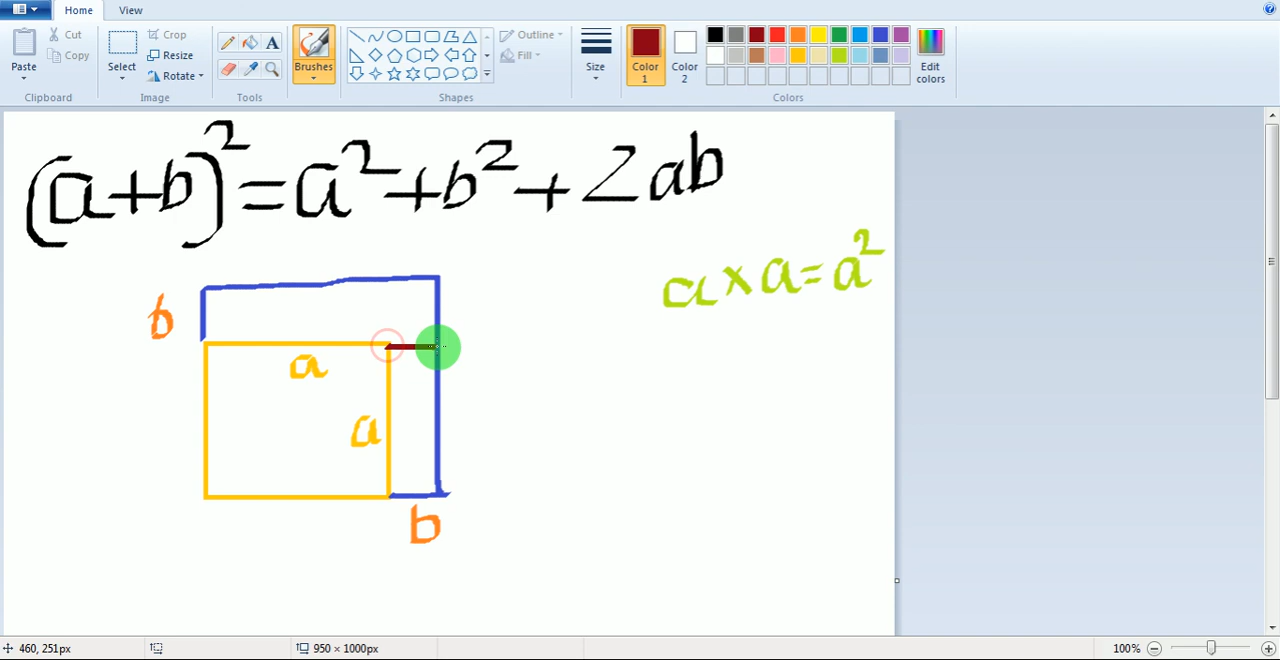 Home View
Cut
Copy
Paste
Clipboard
Select
Crop
Resize
Rotate
Image
A
Tools
Brushes
Outline
Fill
Shapes
Size
Color 1
Color 2
Edit colors
Colors
(a+b)²=a²+b²+2ab
a×a=a²
b
a
a
b
460, 251px
950 × 1000px
100%